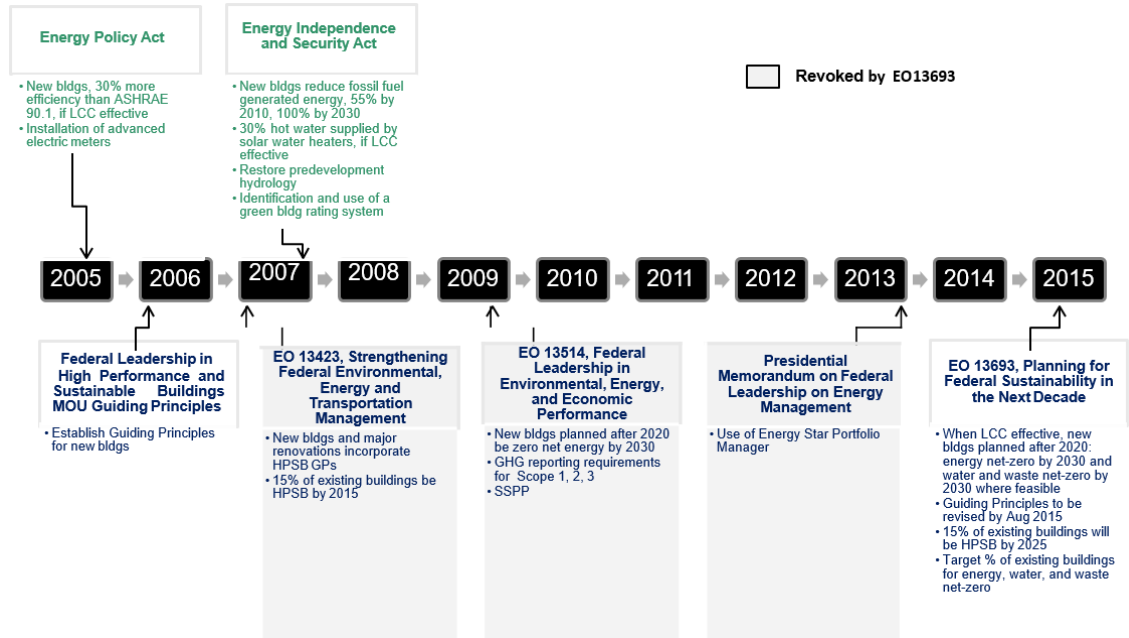 Energy Policy Act
• New bldgs, 30% more
efficiency than ASHRAE
90.1, if LCC effective
• Installation of advanced
electric meters
Energy Independence
and Security Act
• New bldgs reduce fossil fuel
generated energy, 55% by
2010, 100% by 2030
• 30% hot water supplied by
solar water heaters, if LCC
effective
• Restore predevelopment
hydrology
• Identification and use of a
green bldg rating system
Revoked by EO13693
2005
2006
2007
2008
2009
2010
2011
2012
2013
2014
2015
Federal Leadership in
High Performance and
Sustainable Buildings
MOU Guiding Principles
• Establish Guiding Principles
for new bldgs
EO 13423, Strengthening
Federal Environmental,
Energy and
Transportation
Management
• New bldgs and major
renovations incorporate
HPSB GPs
• 15% of existing buildings be
HPSB by 2015
EO 13514, Federal
Leadership in
Environmental, Energy,
and Economic
Performance
• New bldgs planned after 2020
be zero net energy by 2030
• GHG reporting requirements
for Scope 1, 2, 3
• SSPP
Presidential
Memorandum on Federal
Leadership on Energy
Management
• Use of Energy Star Portfolio
Manager
EO 13693, Planning for
Federal Sustainability in
the Next Decade
• When LCC effective, new
bldgs planned after 2020:
energy net-zero by 2030 and
water and waste net-zero by
2030 where feasible
• Guiding Principles to be
revised by Aug 2015
• 15% of existing buildings will
be HPSB by 2025
• Target % of existing buildings
for energy, water, and waste
net-zero